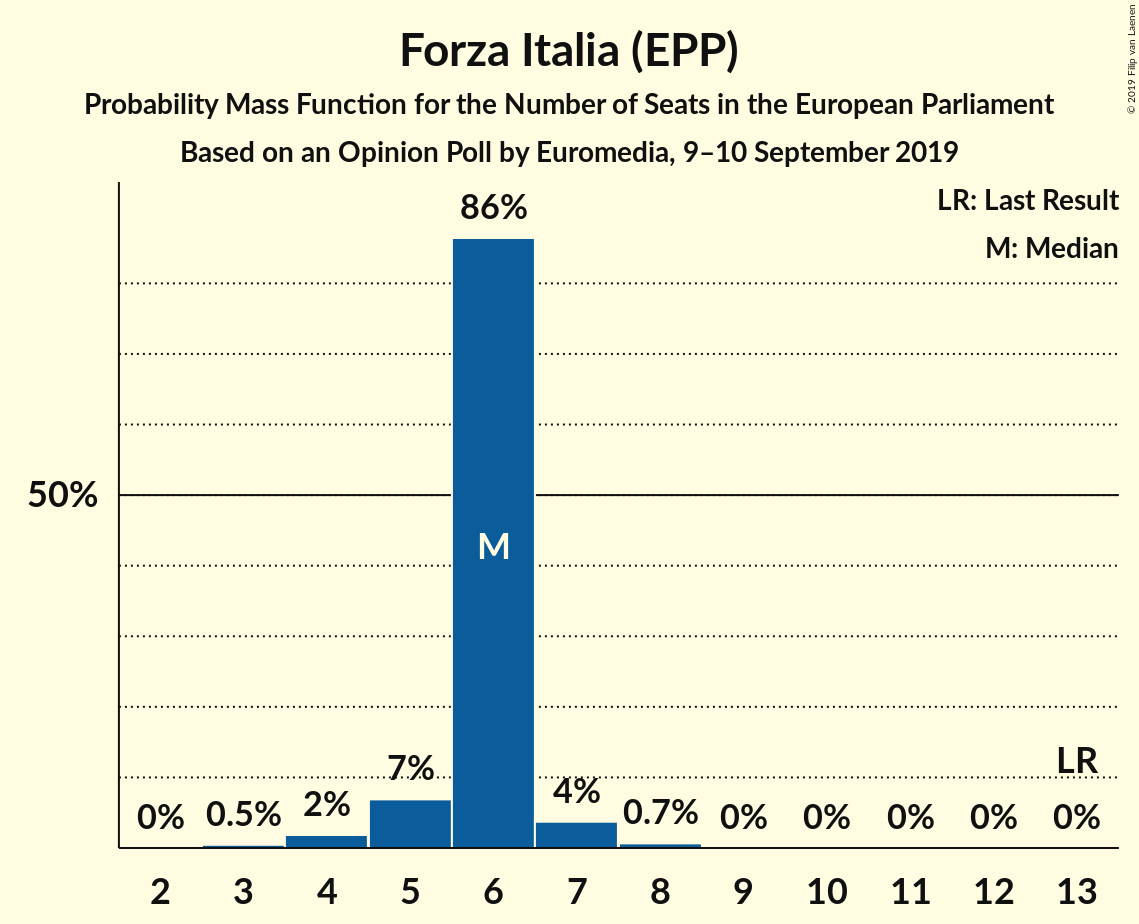 Forza Italia (EPP)
Probability Mass Function for the Number of Seats in the European Parliament
Based on an Opinion Poll by Euromedia, 9–10 September 2019
© 2019 Filip van Laenen
LR: Last Result
M: Median
86%
50%
M
LR
0% 0.5% 2% 7% 4% 0.7% 0% 0% 0% 0% 0%
2 3 4 5 6 7 8 9 10 11 12 13